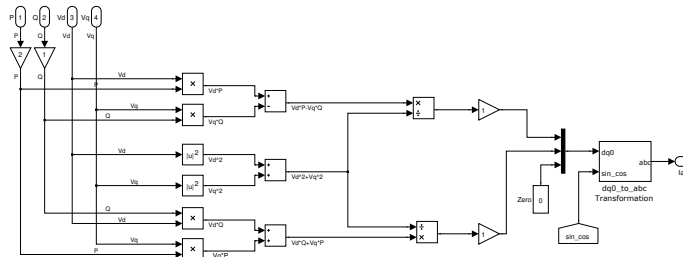 P 1 Q 2 Vd 3 Vq 4
P Q Vd Vq
2 1
P Q
Vd
P
×
Vd*P
Vq
Q
×
Vq*Q
+
−
Vd*P-Vq*Q
×
÷
1
Vd
|u|2
Vd^2
Vq
|u|2
Vq^2
+
+
Vd^2+Vq^2
Q
Vd
×
Vd*Q
Vq
P
×
Vq*P
+
+
Vd*Q+Vq*P
÷
×
1
Zero 0
dq0
abc
sin_cos
dq0_to_abc
Transformation
sin_cos